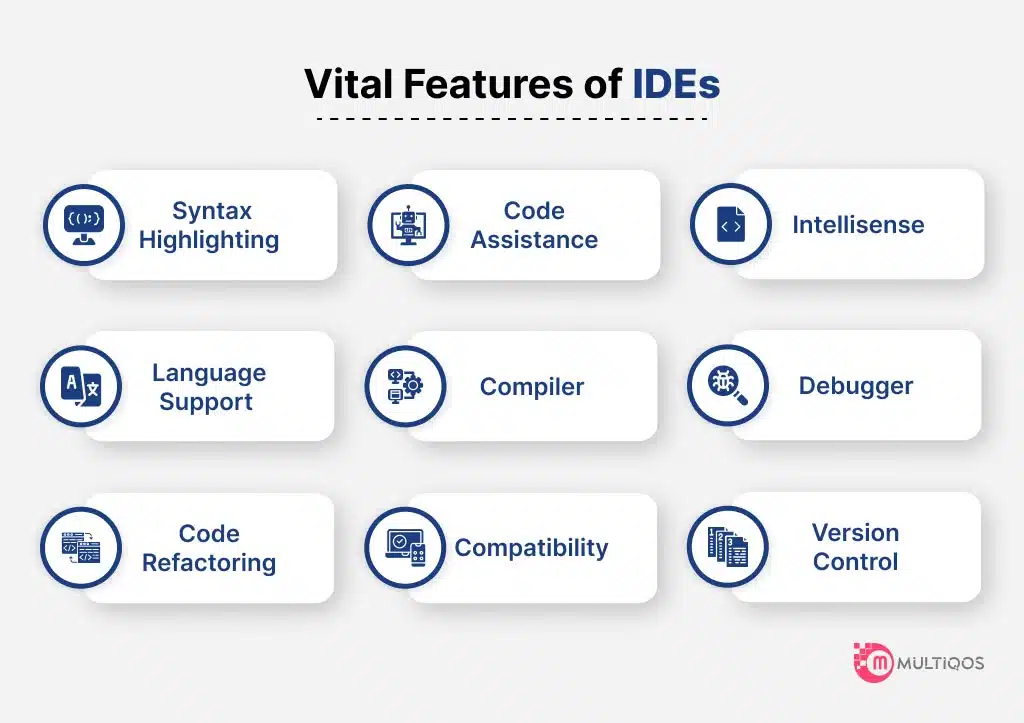 Vital Features of IDEs
Syntax
Highlighting
Code
Assistance
Intellisense
Language
Support
Compiler
Debugger
Code
Refactoring
Compatibility
Version
Control
MULTIQOS